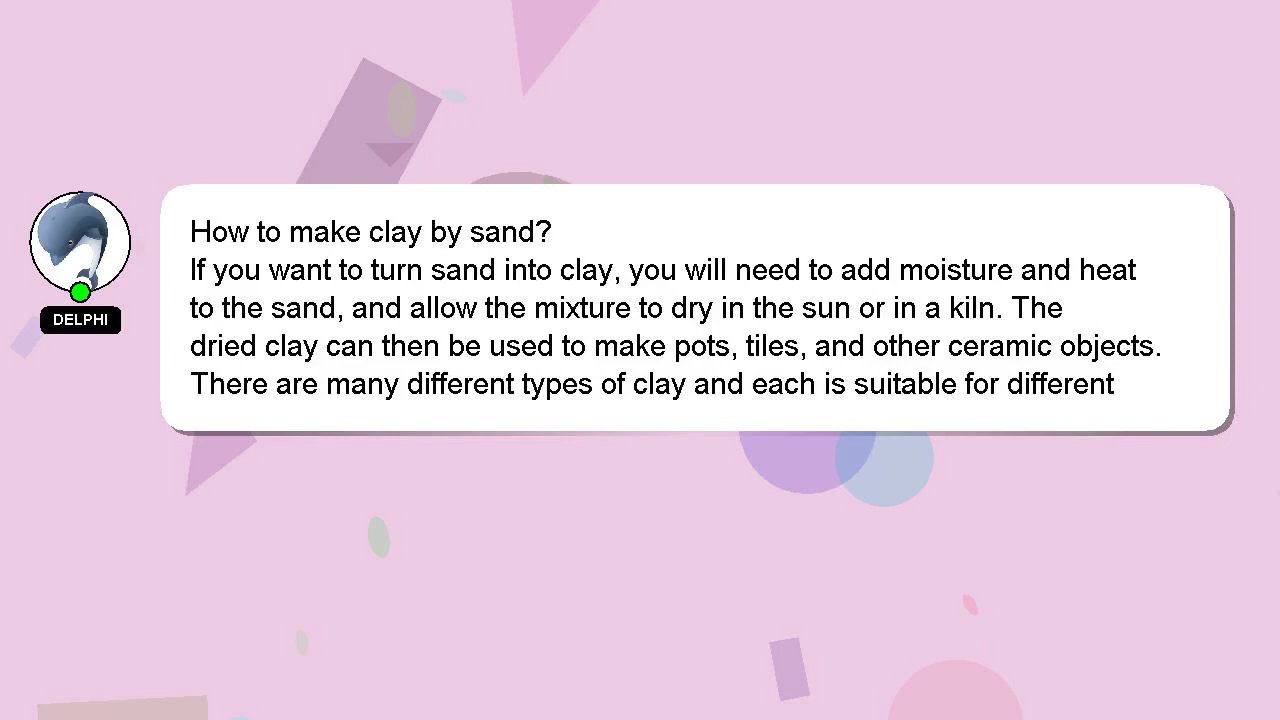 How to make clay by sand?
If you want to turn sand into clay, you will need to add moisture and heat
to the sand, and allow the mixture to dry in the sun or in a kiln. The
dried clay can then be used to make pots, tiles, and other ceramic objects.
There are many different types of clay and each is suitable for different
DELPHI